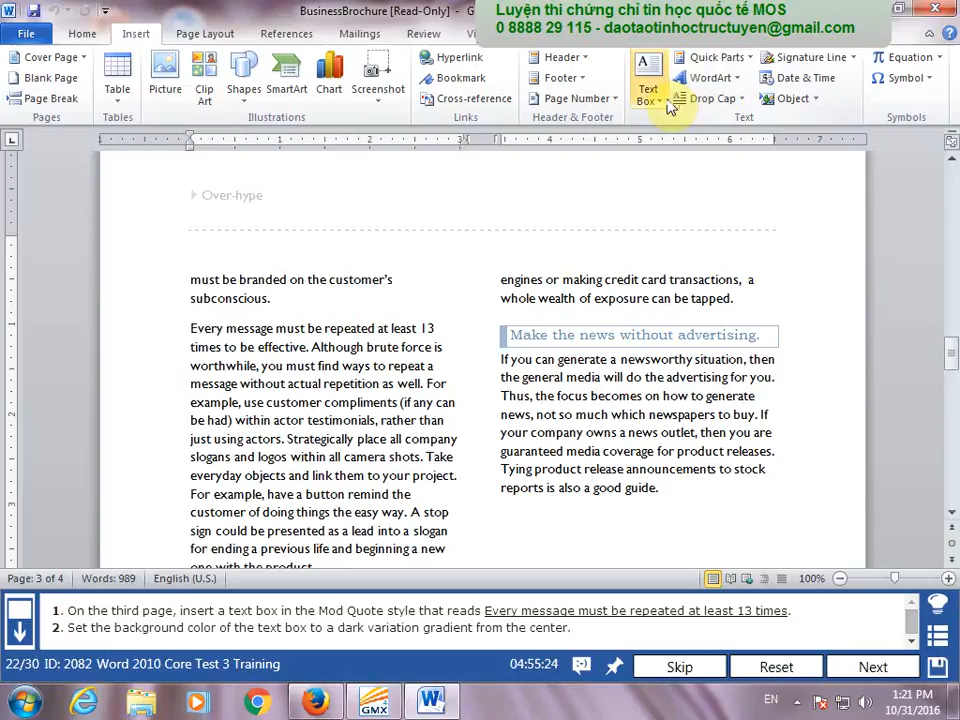 BusinessBrochure [Read-Only] - G
Luyện thi chứng chỉ tin học quốc tế MOS
0 8888 29 115 - daotaotinhoctructuyen@gmail.com
File Home Insert Page Layout References Mailings Review
Cover Page
Blank Page
Page Break
Pages
Table
Tables
Picture
Clip Art
Shapes
SmartArt
Chart
Screenshot
Illustrations
Hyperlink
Bookmark
Cross-reference
Links
Header
Footer
Page Number
Header & Footer
Text Box
Quick Parts
WordArt
Drop Cap
Signature Line
Date & Time
Object
Text
Equation
Symbol
Symbols
1 1 2 3 4 5 6 7
Over-hype
must be branded on the customer's
subconscious.
Every message must be repeated at least 13
times to be effective. Although brute force is
worthwhile, you must find ways to repeat a
message without actual repetition as well. For
example, use customer compliments (if any can
be had) within actor testimonials, rather than
just using actors. Strategically place all company
slogans and logos within all camera shots. Take
everyday objects and link them to your project.
For example, have a button remind the
customer of doing things the easy way. A stop
sign could be presented as a lead into a slogan
for ending a previous life and beginning a new
one with the product.
engines or making credit card transactions, a
whole wealth of exposure can be tapped.
Make the news without advertising.
If you can generate a newsworthy situation, then
the general media will do the advertising for you.
Thus, the focus becomes on how to generate
news, not so much which newspapers to buy. If
your company owns a news outlet, then you are
guaranteed media coverage for product releases.
Tying product release announcements to stock
reports is also a good guide.
Page: 3 of 4 Words: 989 English (U.S.) 100%
1. On the third page, insert a text box in the Mod Quote style that reads Every message must be repeated at least 13 times.
2. Set the background color of the text box to a dark variation gradient from the center.
22/30 ID: 2082 Word 2010 Core Test 3 Training 04:55:24 Skip Reset Next
GMX
EN
1:21 PM
10/31/2016